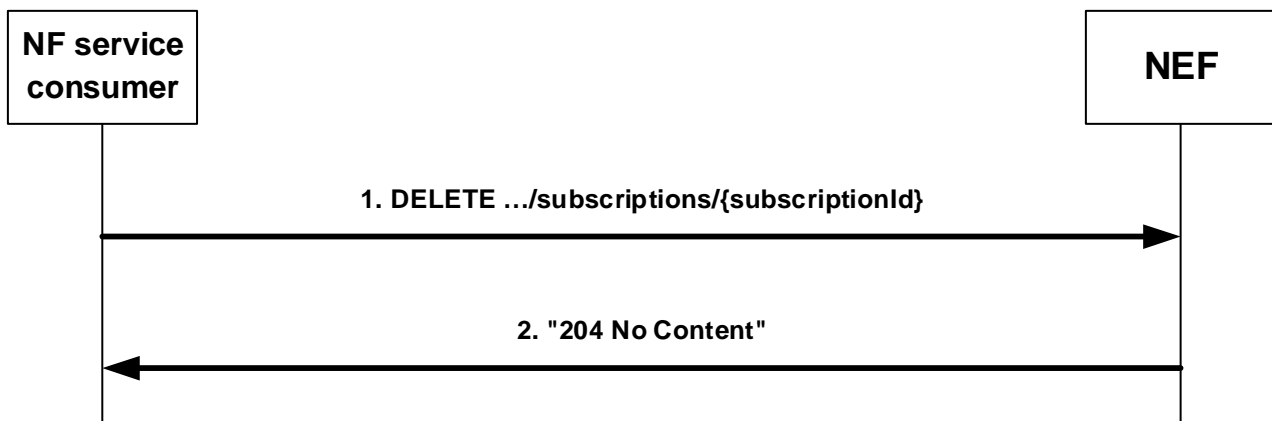 NF service
consumer
NEF
1. DELETE …/subscriptions/{subscriptionId}
2. "204 No Content"